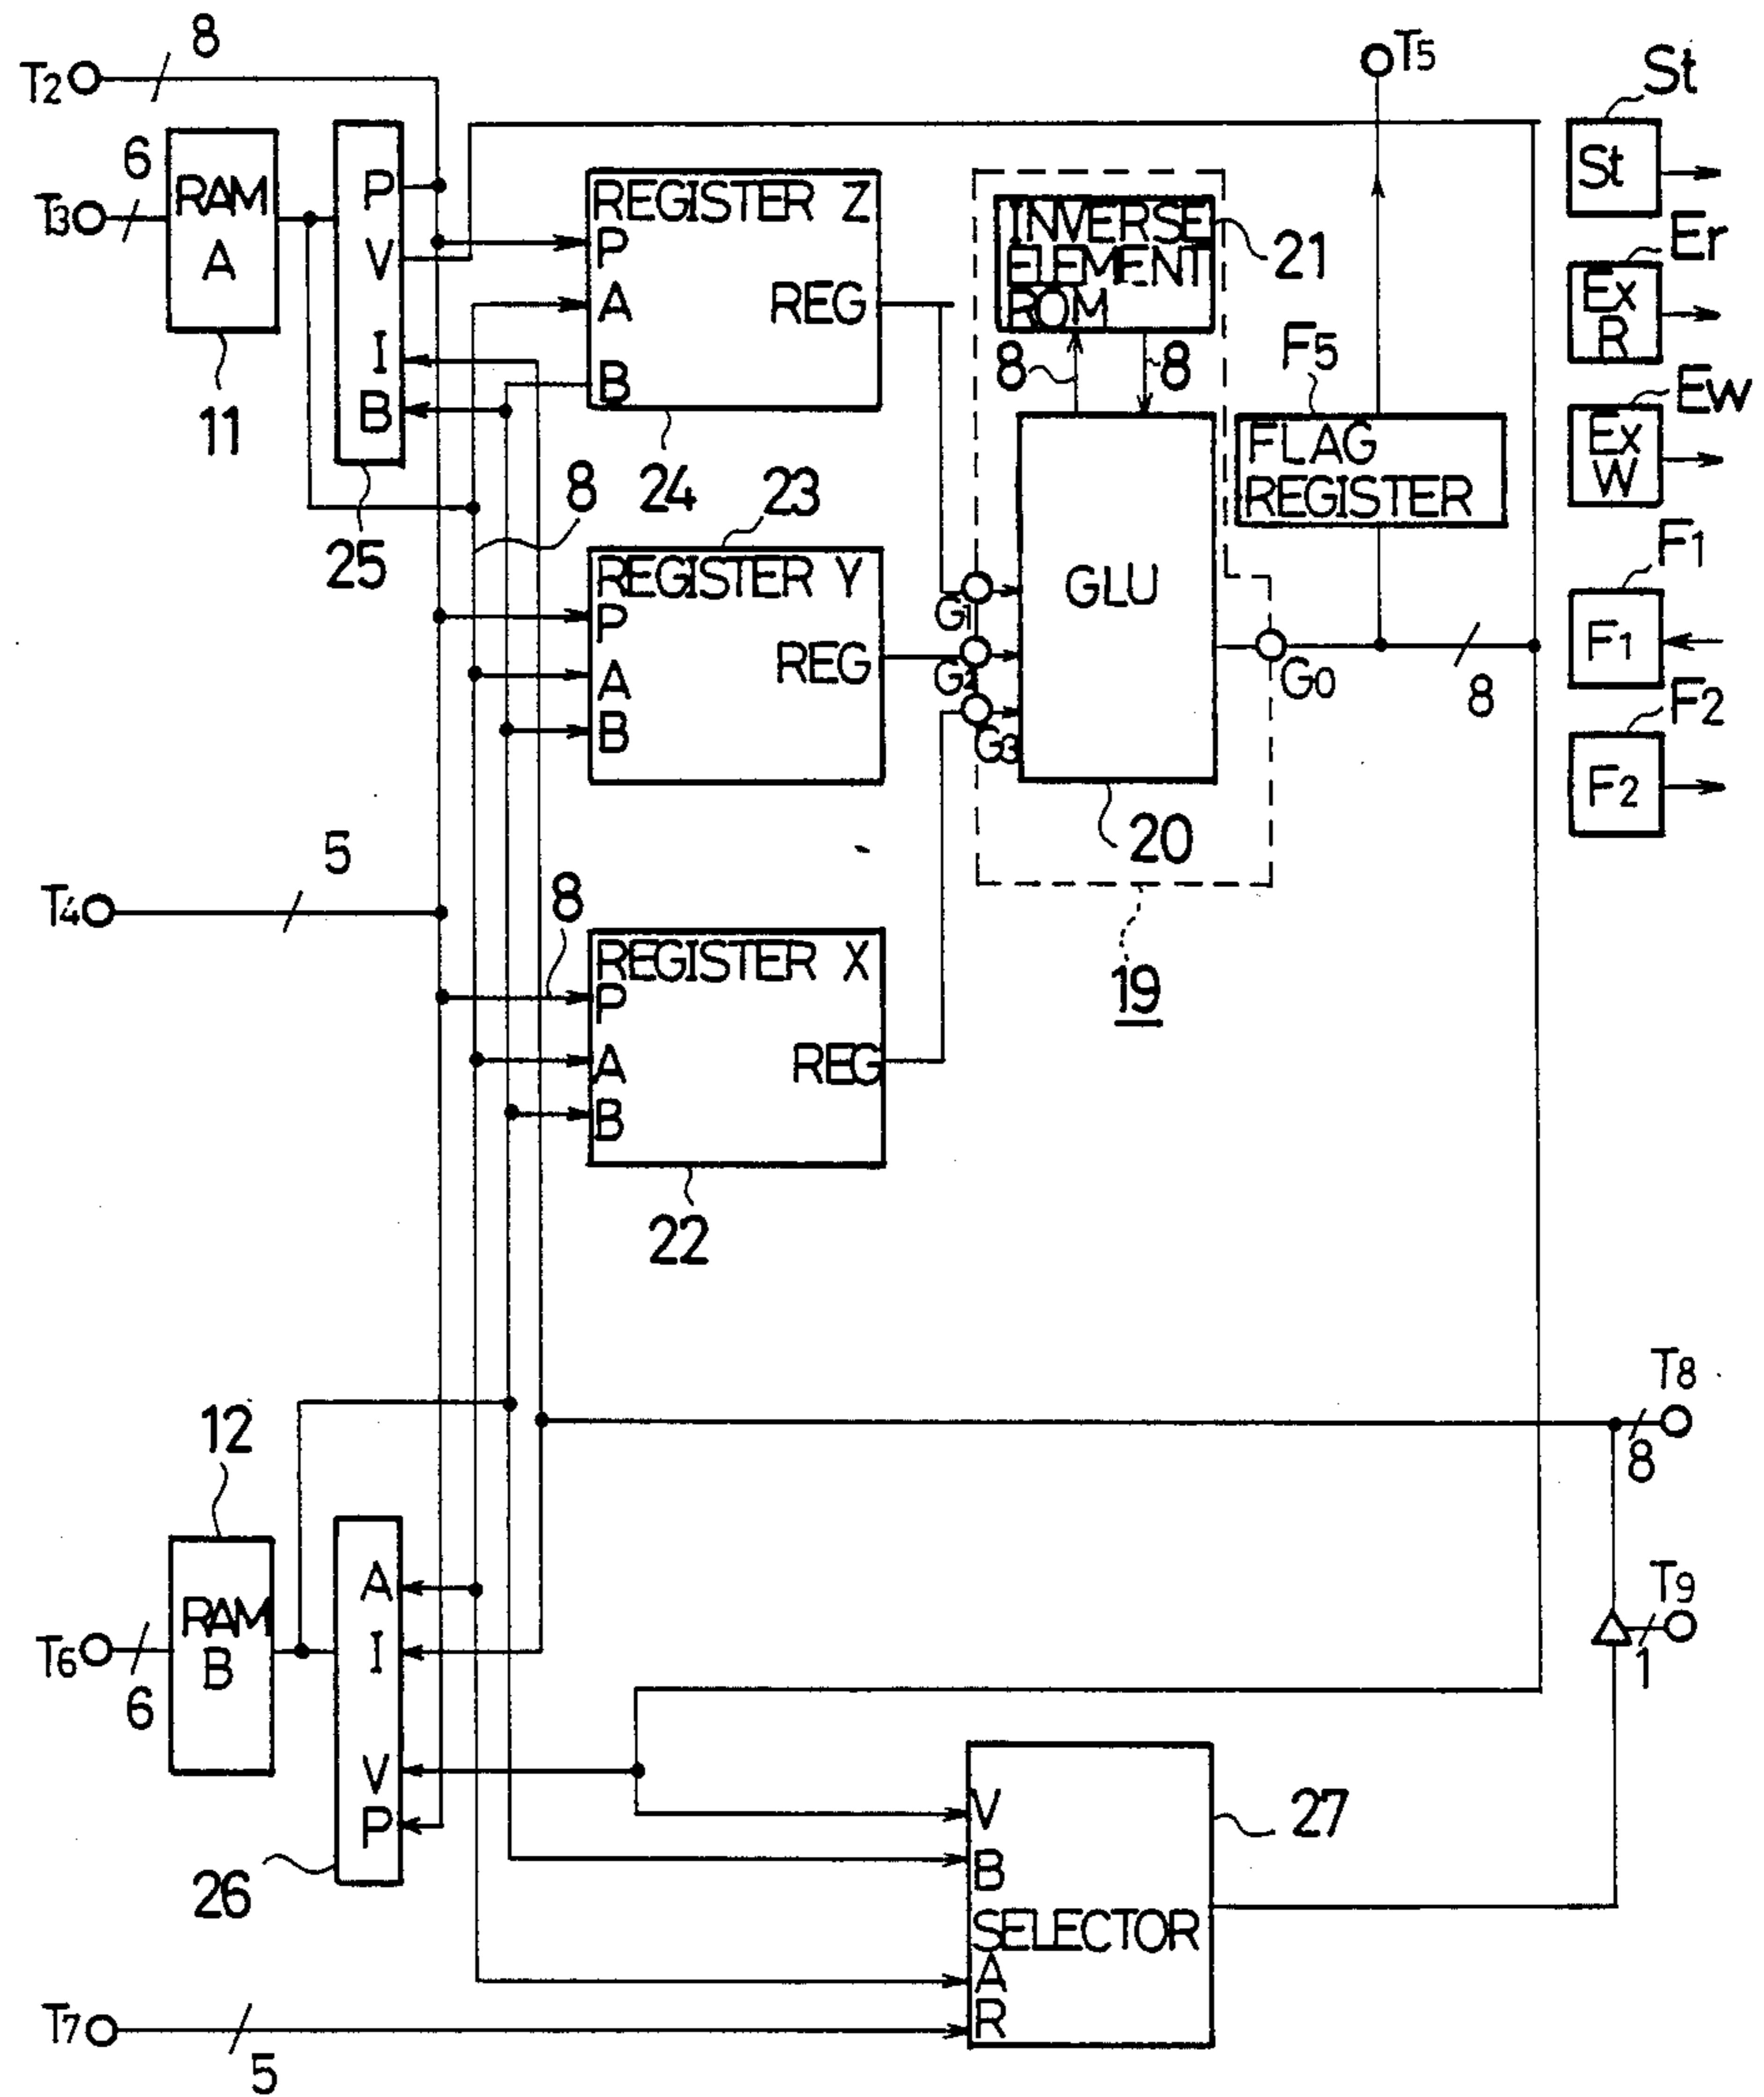 T2
8
T3
6
RAM
A
11
P
V
I
B
25
REGISTER Z
P
A
REG
B
24
8
23
REGISTER Y
P
A
REG
B
INVERSE
ELEMENT
ROM
21
8
8
GLU
G1
G2
G3
20
19
G0
8
T5
F5
FLAG
REGISTER
St
St
Er
Ex
R
Ew
Ex
W
F1
F1
F2
F2
T4
5
8
REGISTER X
P
A
REG
B
22
T8
8
T9
1
12
RAM
B
T6
6
A
I
V
P
26
V
B
SELECTOR
A
R
27
T7
5